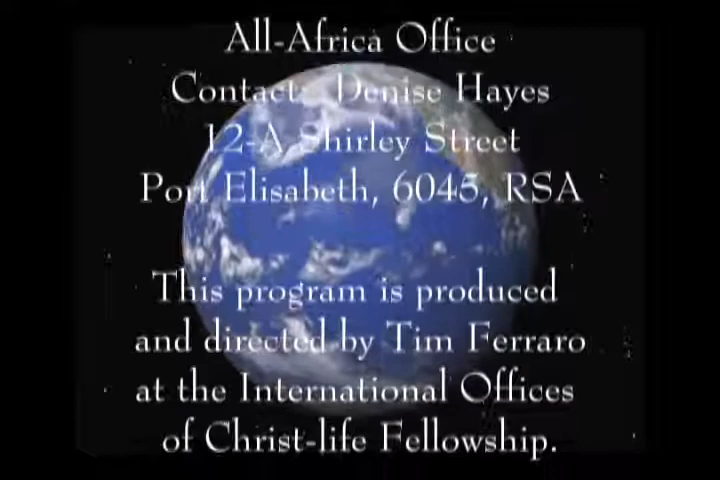 All-Africa Office
Contact: Denise Hayes
12-A Shirley Street
Port Elisabeth, 6045, RSA
This program is produced
and directed by Tim Ferraro
at the International Offices
of Christ-life Fellowship.